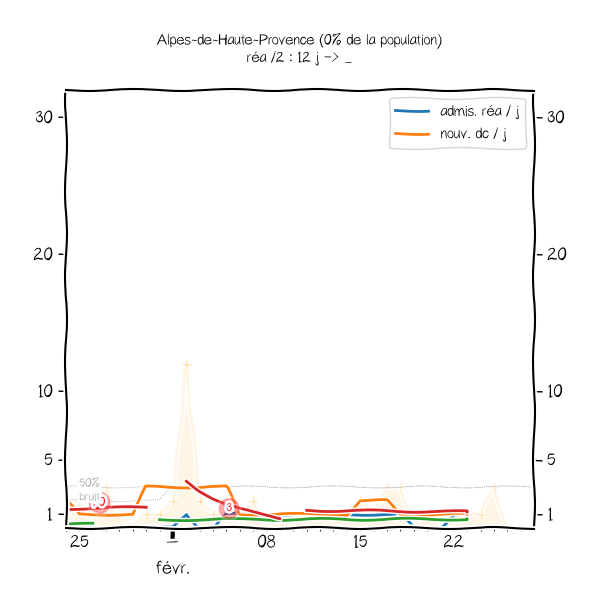 Alpes-de-Haute-Provence (0% de la population)
réa /2 : 12 j -> _
admis. réa / j
nouv. dc / j
30 30
20 20
10 10
5 5
50%
bruit
3
1 1
25 08 15 22
févr.